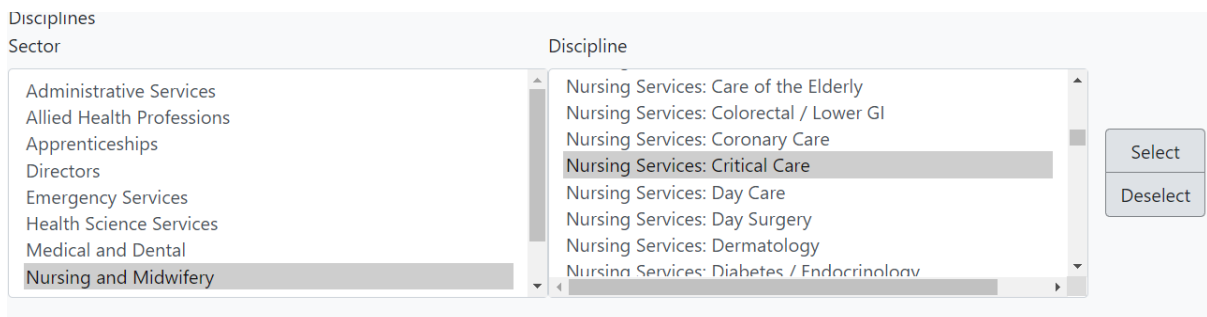 Disciplines
Sector
Discipline
Administrative Services
Allied Health Professions
Apprenticeships
Directors
Emergency Services
Health Science Services
Medical and Dental
Nursing and Midwifery
Nursing Services: Care of the Elderly
Nursing Services: Colorectal / Lower GI
Nursing Services: Coronary Care
Nursing Services: Critical Care
Nursing Services: Day Care
Nursing Services: Day Surgery
Nursing Services: Dermatology
Nursing Services: Diabetes / Endocrinology
Select
Deselect